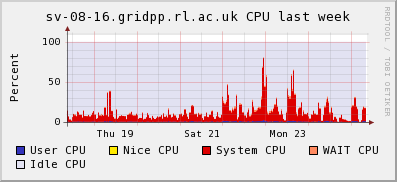 sv-08-16.gridpp.rl.ac.uk CPU last week
RRDTOOL / TOBI OETIKER
Percent
100
50
0
Thu 19 Sat 21 Mon 23
User CPU Nice CPU System CPU WAIT CPU
Idle CPU